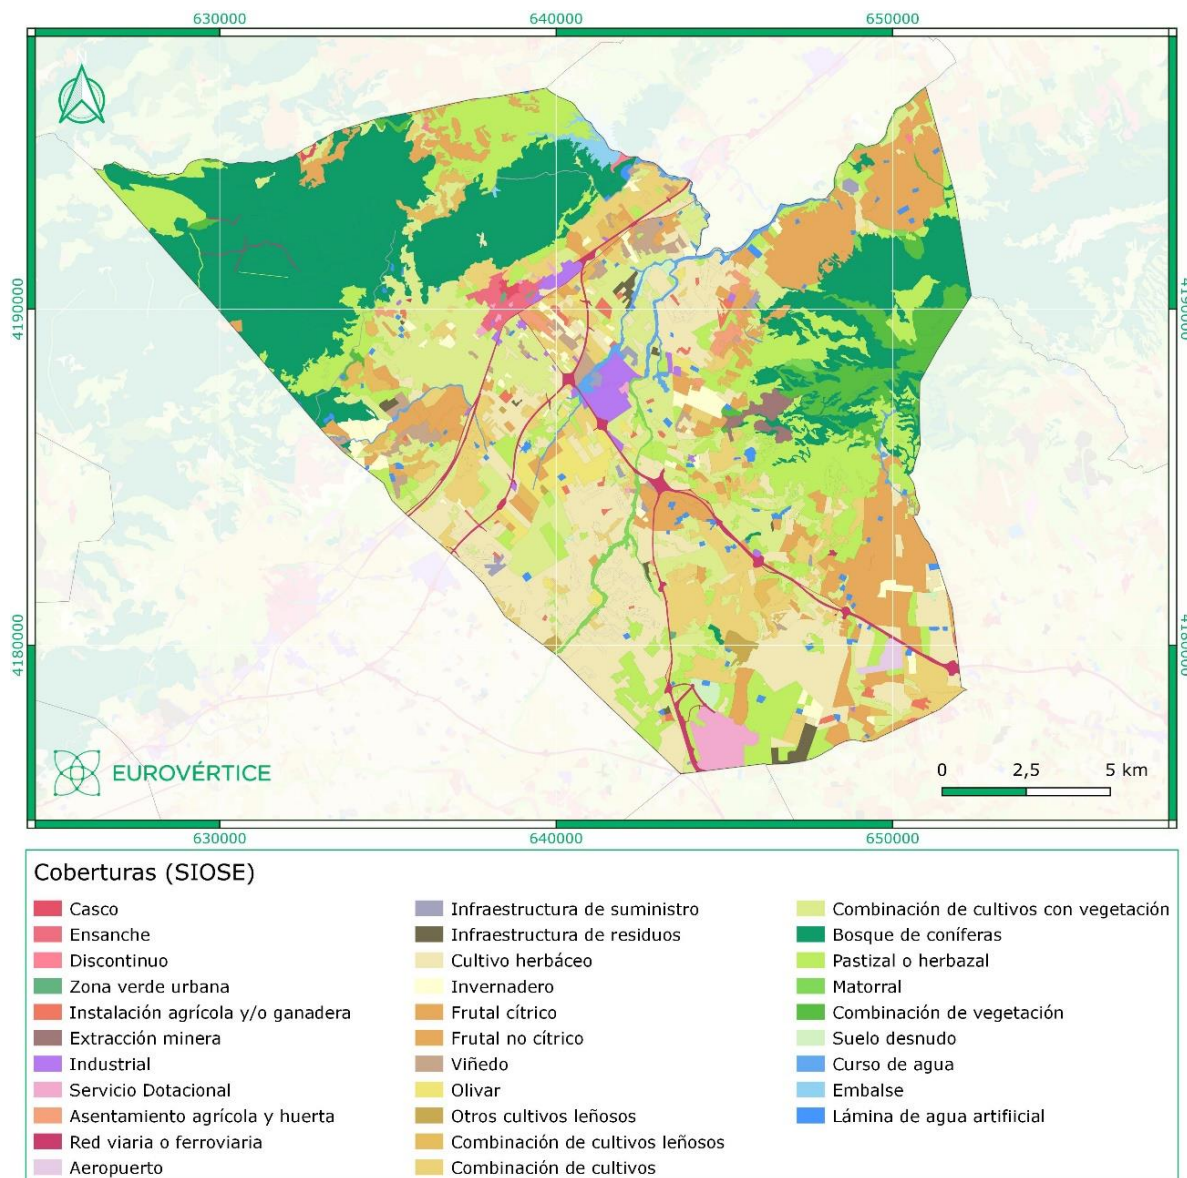 630000 640000 650000
4190000 4190000
4180000 4180000
EUROVÉRTICE
0 2,5 5 km
630000 640000 650000
Coberturas (SIOSE)
Casco
Ensanche
Discontinuo
Zona verde urbana
Instalación agrícola y/o ganadera
Extracción minera
Industrial
Servicio Dotacional
Asentamiento agrícola y huerta
Red viaria o ferroviaria
Aeropuerto
Infraestructura de suministro
Infraestructura de residuos
Cultivo herbáceo
Invernadero
Frutal cítrico
Frutal no cítrico
Viñedo
Olivar
Otros cultivos leñosos
Combinación de cultivos leñosos
Combinación de cultivos
Combinación de cultivos con vegetación
Bosque de coníferas
Pastizal o herbazal
Matorral
Combinación de vegetación
Suelo desnudo
Curso de agua
Embalse
Lámina de agua artifiicial